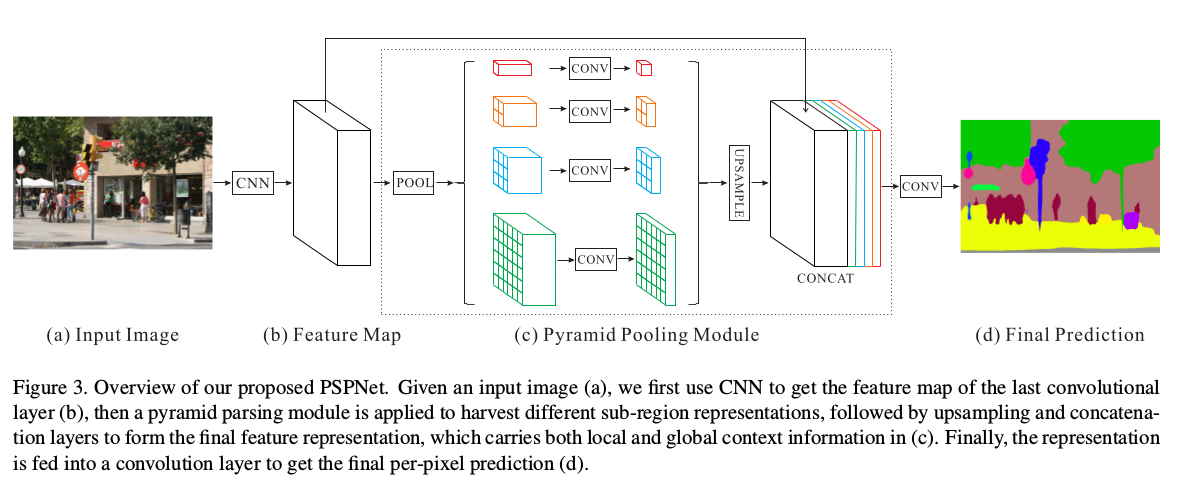 CONV
CONV
CONV
CONV
CNN
POOL
UPSAMPLE
CONV
CONCAT
(a) Input Image
(b) Feature Map
(c) Pyramid Pooling Module
(d) Final Prediction
Figure 3. Overview of our proposed PSPNet. Given an input image (a), we first use CNN to get the feature map of the last convolutional
layer (b), then a pyramid parsing module is applied to harvest different sub-region representations, followed by upsampling and concatena-
tion layers to form the final feature representation, which carries both local and global context information in (c). Finally, the representation
is fed into a convolution layer to get the final per-pixel prediction (d).